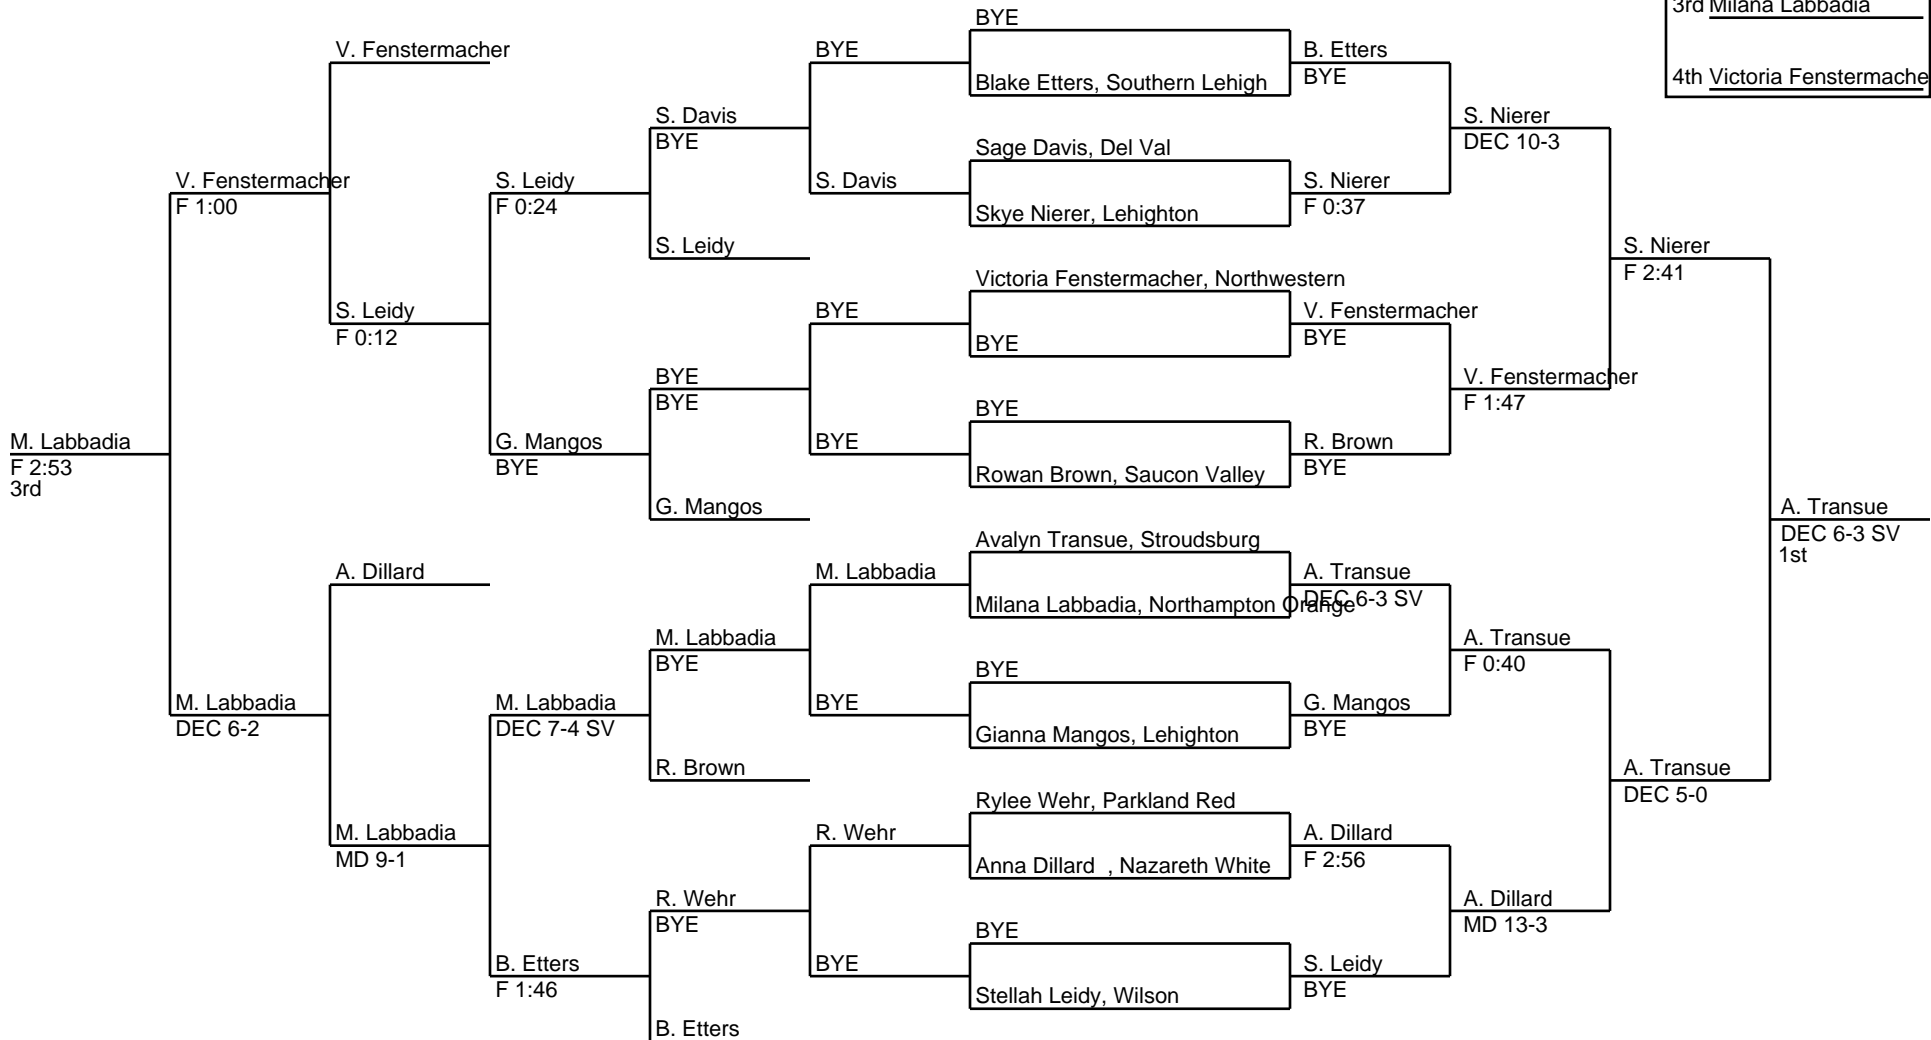 3rd Milana Labbadia
4th Victoria Fenstermache
BYE
Blake Etters, Southern Lehigh
Sage Davis, Del Val
Skye Nierer, Lehighton
Victoria Fenstermacher, Northwestern
BYE
BYE
Rowan Brown, Saucon Valley
Avalyn Transue, Stroudsburg
Milana Labbadia, Northampton Orange
BYE
Gianna Mangos, Lehighton
Rylee Wehr, Parkland Red
Anna Dillard , Nazareth White
BYE
Stellah Leidy, Wilson
B. Etters
BYE
S. Nierer
F 0:37
V. Fenstermacher
BYE
R. Brown
BYE
A. Transue
DEC 6-3 SV
G. Mangos
BYE
A. Dillard
F 2:56
S. Leidy
BYE
S. Nierer
DEC 10-3
V. Fenstermacher
F 1:47
A. Transue
F 0:40
A. Dillard
MD 13-3
S. Nierer
F 2:41
A. Transue
DEC 5-0
A. Transue
DEC 6-3 SV
1st
BYE
S. Davis
BYE
BYE
M. Labbadia
BYE
R. Wehr
BYE
S. Davis
BYE
S. Leidy
BYE
BYE
G. Mangos
M. Labbadia
BYE
R. Brown
R. Wehr
BYE
B. Etters
S. Leidy
F 0:24
G. Mangos
BYE
M. Labbadia
DEC 7-4 SV
B. Etters
F 1:46
V. Fenstermacher
S. Leidy
F 0:12
A. Dillard
M. Labbadia
MD 9-1
V. Fenstermacher
F 1:00
M. Labbadia
DEC 6-2
M. Labbadia
F 2:53
3rd